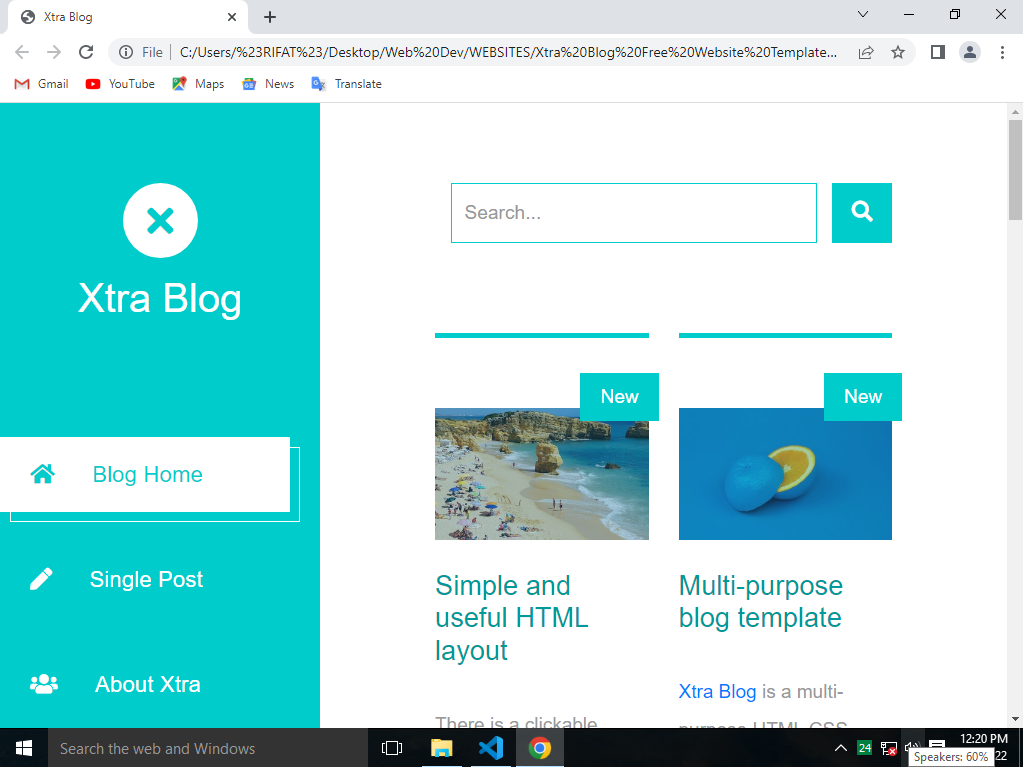 Xtra Blog
File
C:/Users/%23RIFAT%23/Desktop/Web%20Dev/WEBSITES/Xtra%20Blog%20Free%20Website%20Template...
Gmail
YouTube
Maps
News
Translate
Xtra Blog
Blog Home
Single Post
About Xtra
Search...
New
Simple and
useful HTML
layout
There is a clickable
New
Multi-purpose
blog template
Xtra Blog is a multi-
purpose HTML CSS
Search the web and Windows
24
12:20 PM
22
Speakers: 60%